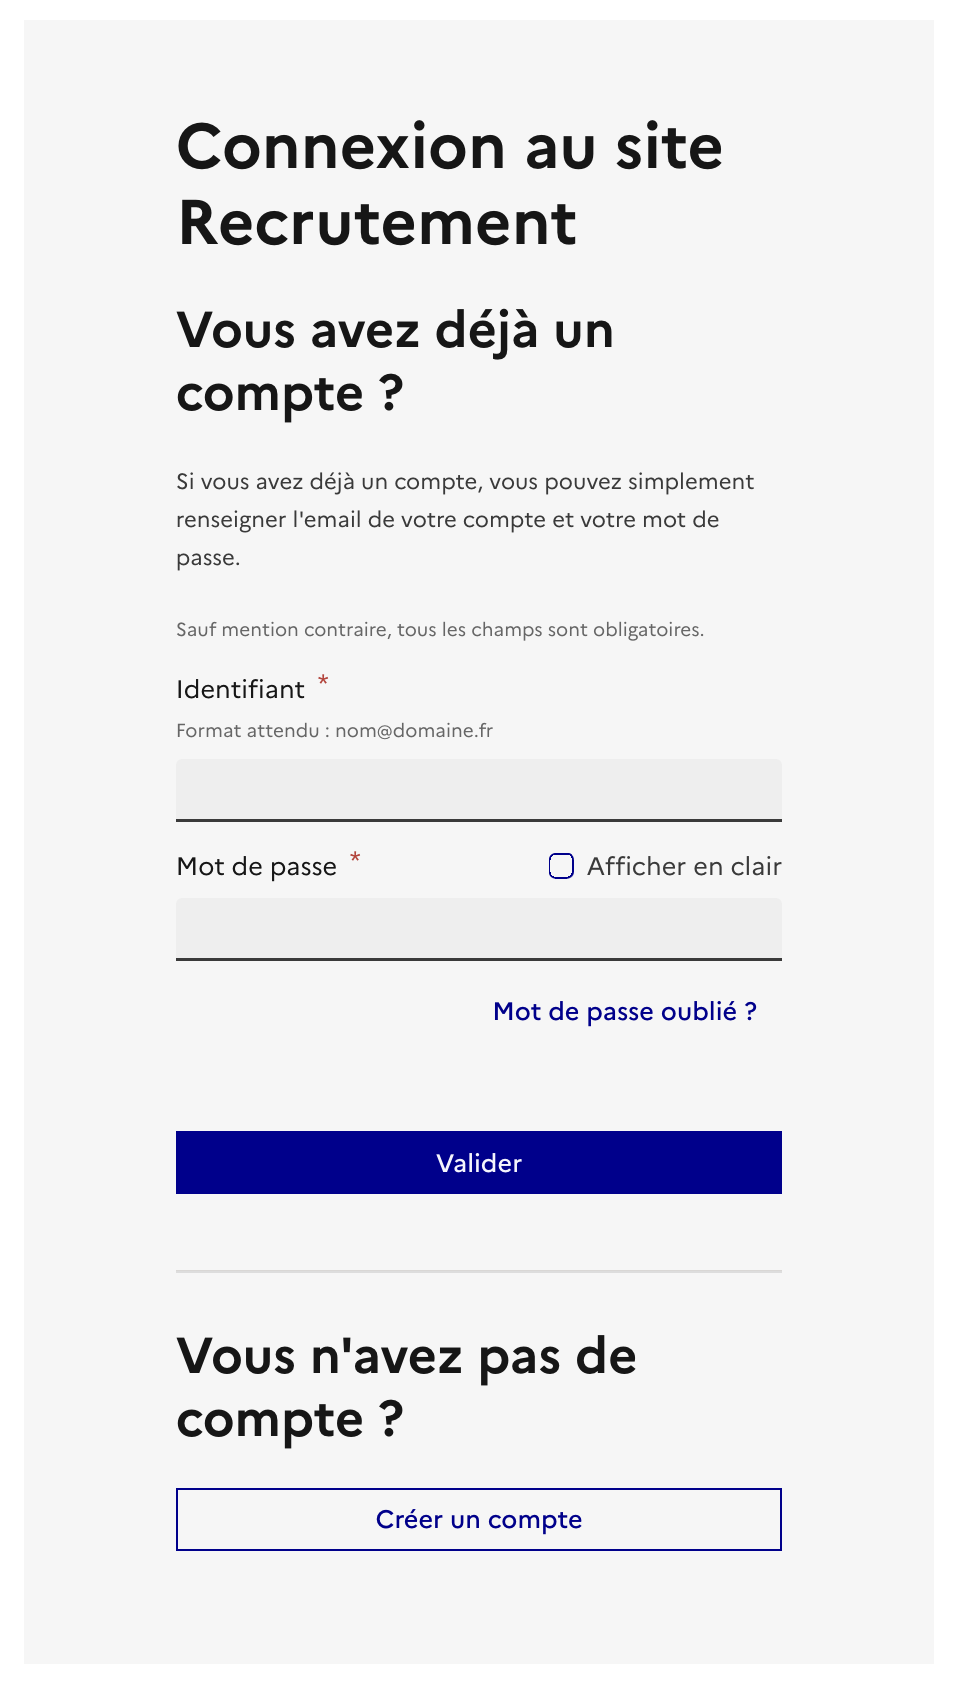 Connexion au site
Recrutement
Vous avez déjà un
compte ?
Si vous avez déjà un compte, vous pouvez simplement
renseigner l'email de votre compte et votre mot de
passe.
Sauf mention contraire, tous les champs sont obligatoires.
Identifiant *
Format attendu : nom@domaine.fr
Mot de passe * Afficher en clair
Mot de passe oublié ?
Valider
Vous n'avez pas de
compte ?
Créer un compte